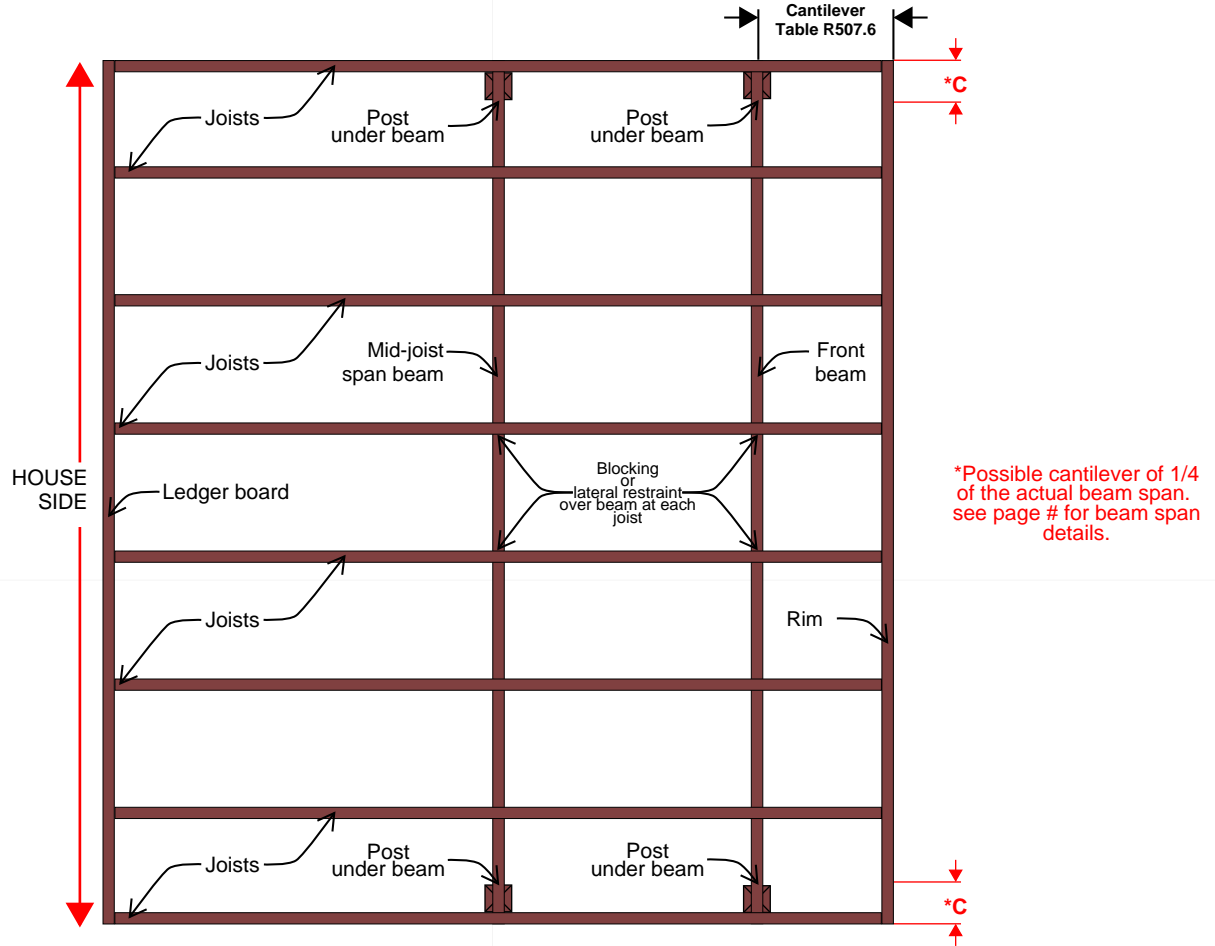 Cantilever
Table R507.6
*C
Joists
Post
under beam
Post
under beam
Joists
Mid-joist
span beam
Front
beam
HOUSE
SIDE
Ledger board
Blocking
or
lateral restraint
over beam at each
joist
*Possible cantilever of 1/4
of the actual beam span.
see page # for beam span
details.
Joists
Rim
Joists
Post
under beam
Post
under beam
*C